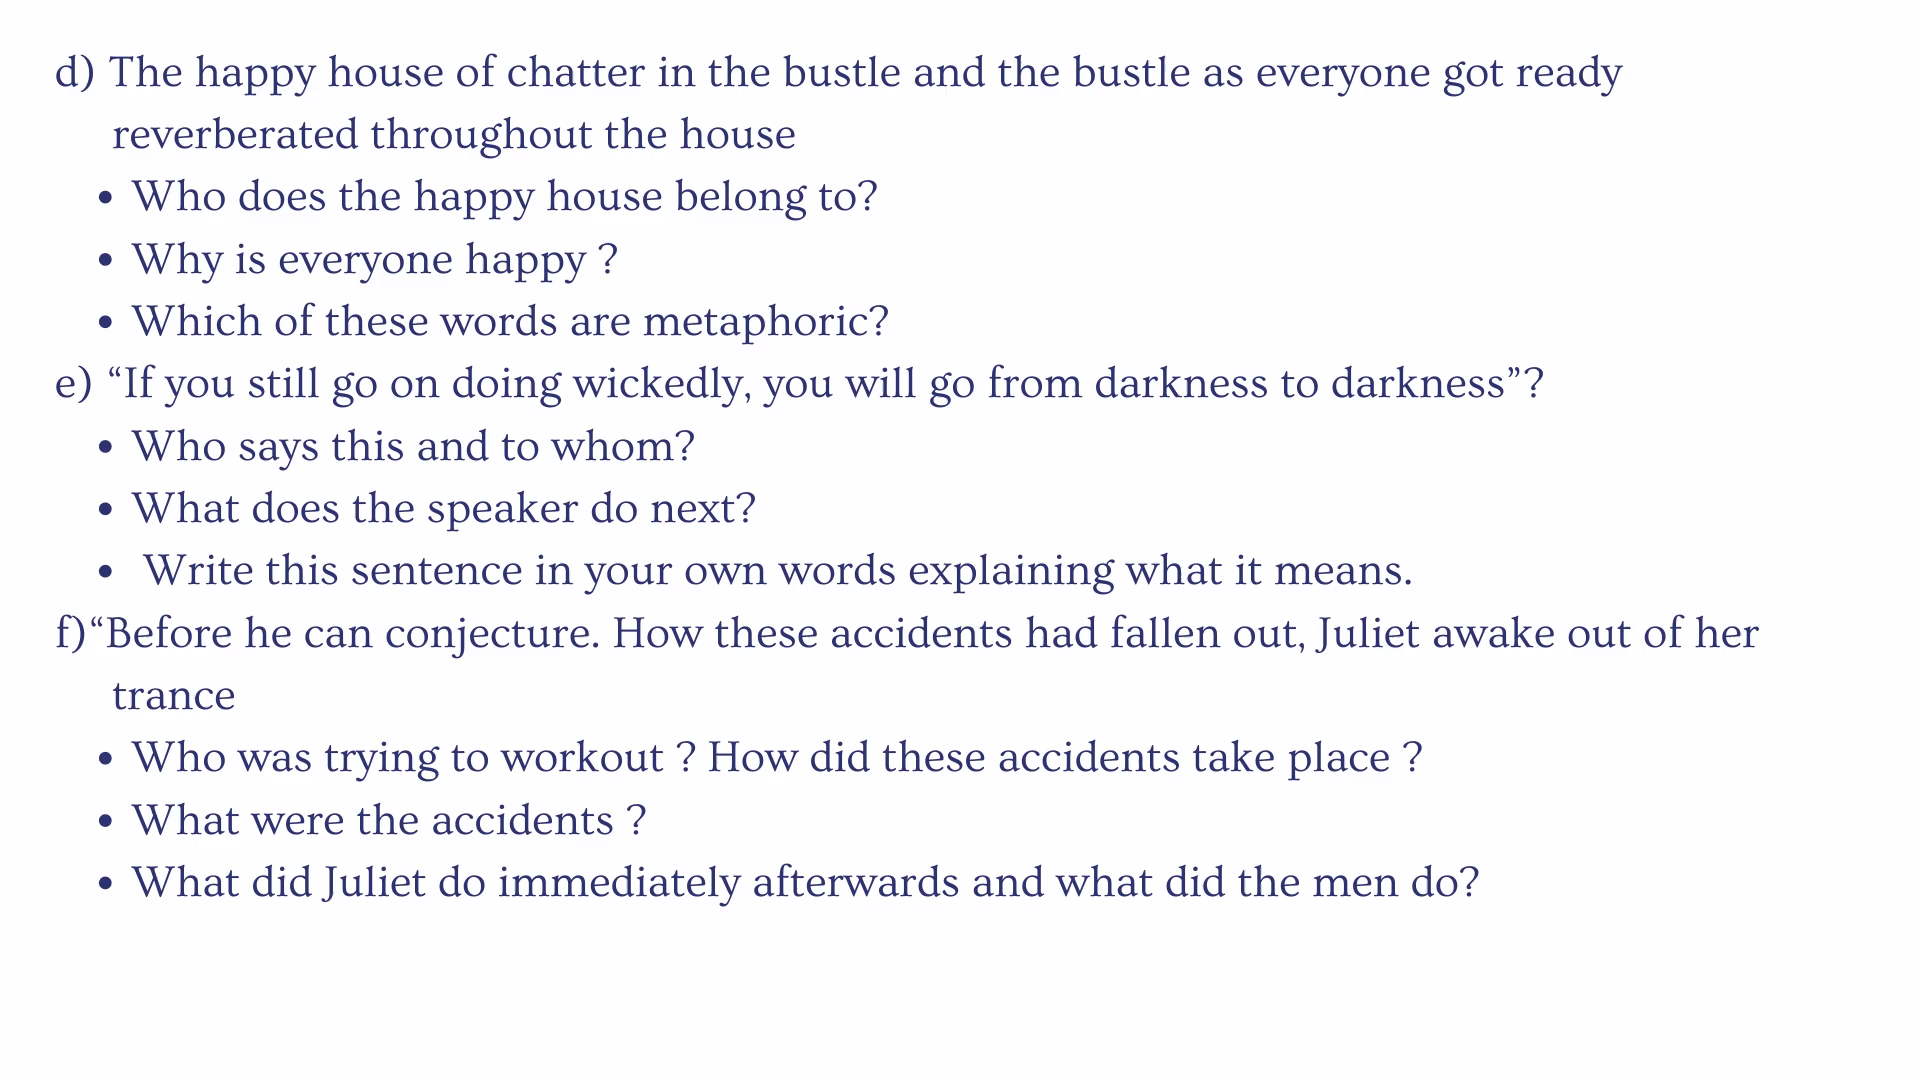 d) The happy house of chatter in the bustle and the bustle as everyone got ready
reverberated throughout the house
• Who does the happy house belong to?
• Why is everyone happy ?
• Which of these words are metaphoric?
e) “If you still go on doing wickedly, you will go from darkness to darkness”?
• Who says this and to whom?
• What does the speaker do next?
• Write this sentence in your own words explaining what it means.
f)“Before he can conjecture. How these accidents had fallen out, Juliet awake out of her
trance
• Who was trying to workout ? How did these accidents take place ?
• What were the accidents ?
• What did Juliet do immediately afterwards and what did the men do?